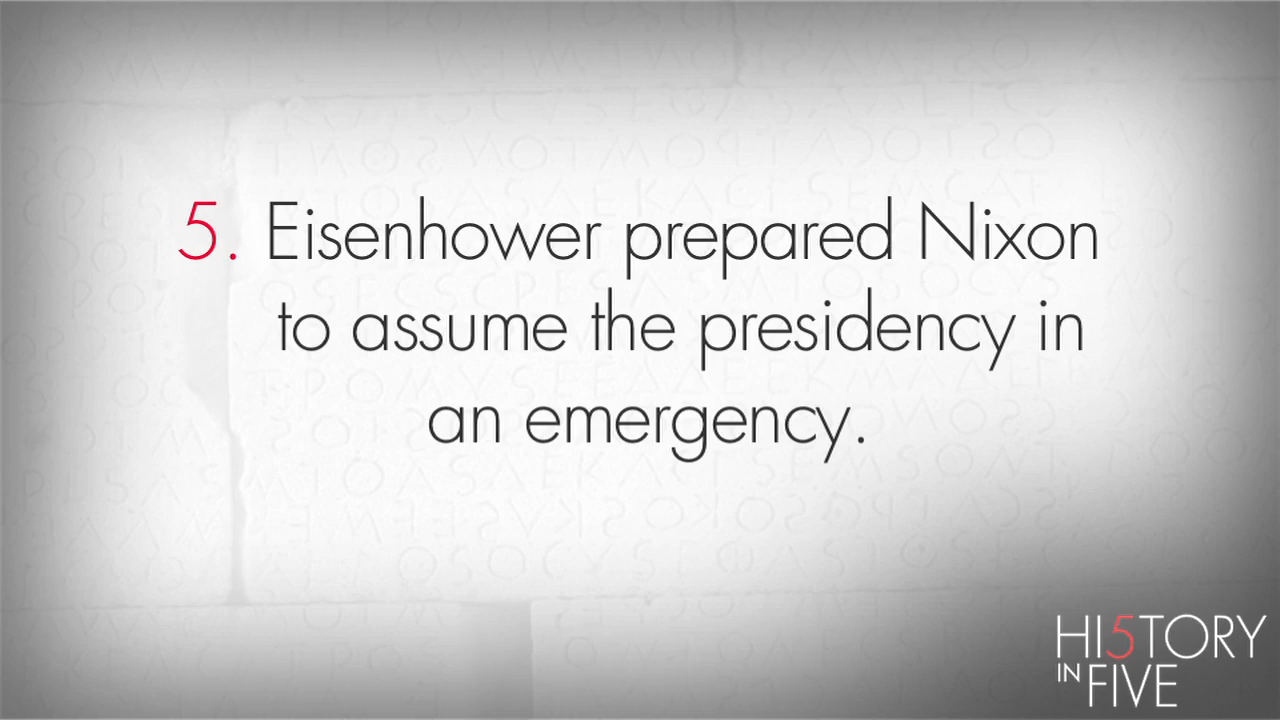 5. Eisenhower prepared Nixon
to assume the presidency in
an emergency.
HI5TORY
IN FIVE